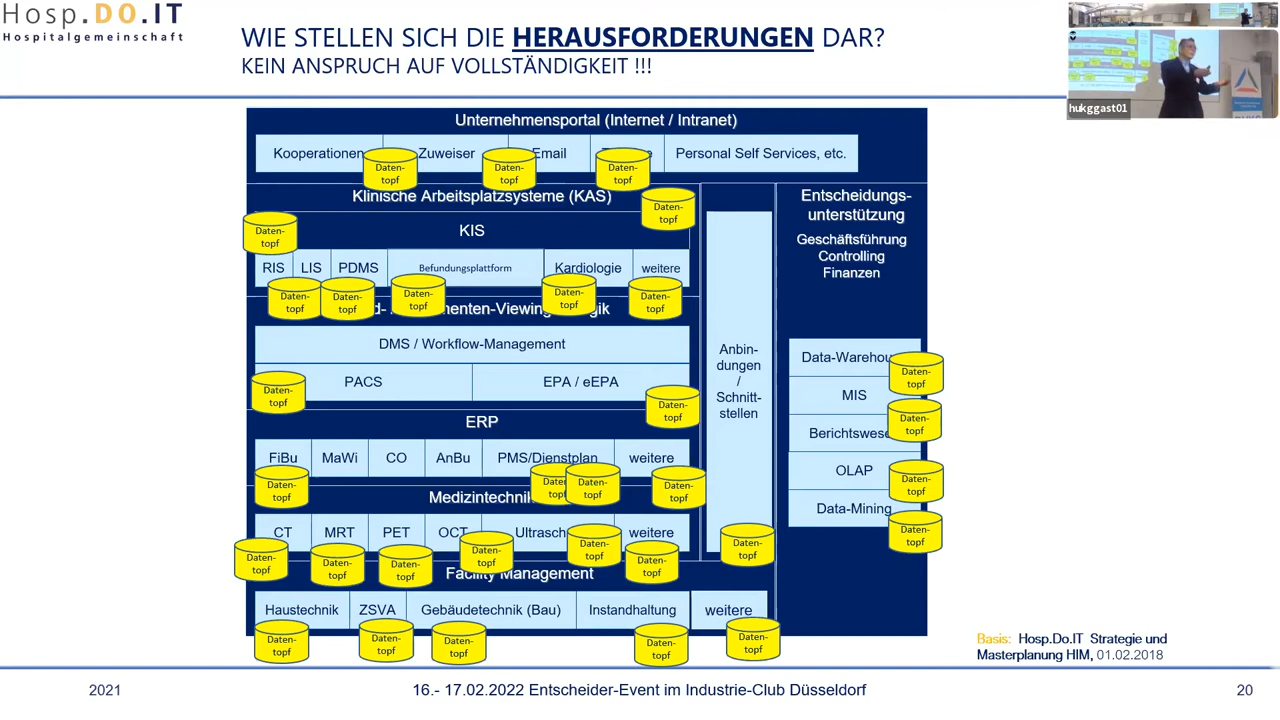 Hosp.DO.IT
Hospitalgemeinschaft
WIE STELLEN SICH DIE HERAUSFORDERUNGEN DAR?
KEIN ANSPRUCH AUF VOLLSTÄNDIGKEIT !!!
hukggast01
Unternehmensportal (Internet / Intranet)
Kooperationen
Zuweiser
Email
Personal Self Services, etc.
Daten-
topf
Daten-
topf
Daten-
topf
Klinische Arbeitsplatzsysteme (KAS)
Daten-
topf
Daten-
topf
KIS
RIS
LIS
PDMS
Befundungsplattform
Kardiologie
weitere
Daten-
topf
Daten-
topf
Daten-
topf
Daten-
topf
Daten-
topf
DMS / Workflow-Management
PACS
EPA / eEPA
Daten-
topf
Daten-
topf
ERP
FiBu
MaWi
CO
AnBu
PMS/Dienstplan
weitere
Daten-
topf
Daten-
topf
Daten-
topf
Medizintechnik
CT
MRT
PET
OCT
Ultrasch
weitere
Daten-
topf
Daten-
topf
Daten-
topf
Daten-
topf
Daten-
topf
Daten-
topf
Daten-
topf
Facility Management
Haustechnik
ZSVA
Gebäudetechnik (Bau)
Instandhaltung
weitere
Daten-
topf
Daten-
topf
Daten-
topf
Daten-
topf
Daten-
topf
Anbin-
dungen
/
Schnitt-
stellen
Entscheidungs-
unterstützung
Geschäftsführung
Controlling
Finanzen
Data-Warehou
MIS
Berichtswese
OLAP
Data-Mining
Daten-
topf
Daten-
topf
Daten-
topf
Daten-
topf
Basis: Hosp.Do.IT Strategie und
Masterplanung HIM, 01.02.2018
2021
16.- 17.02.2022 Entscheider-Event im Industrie-Club Düsseldorf
20